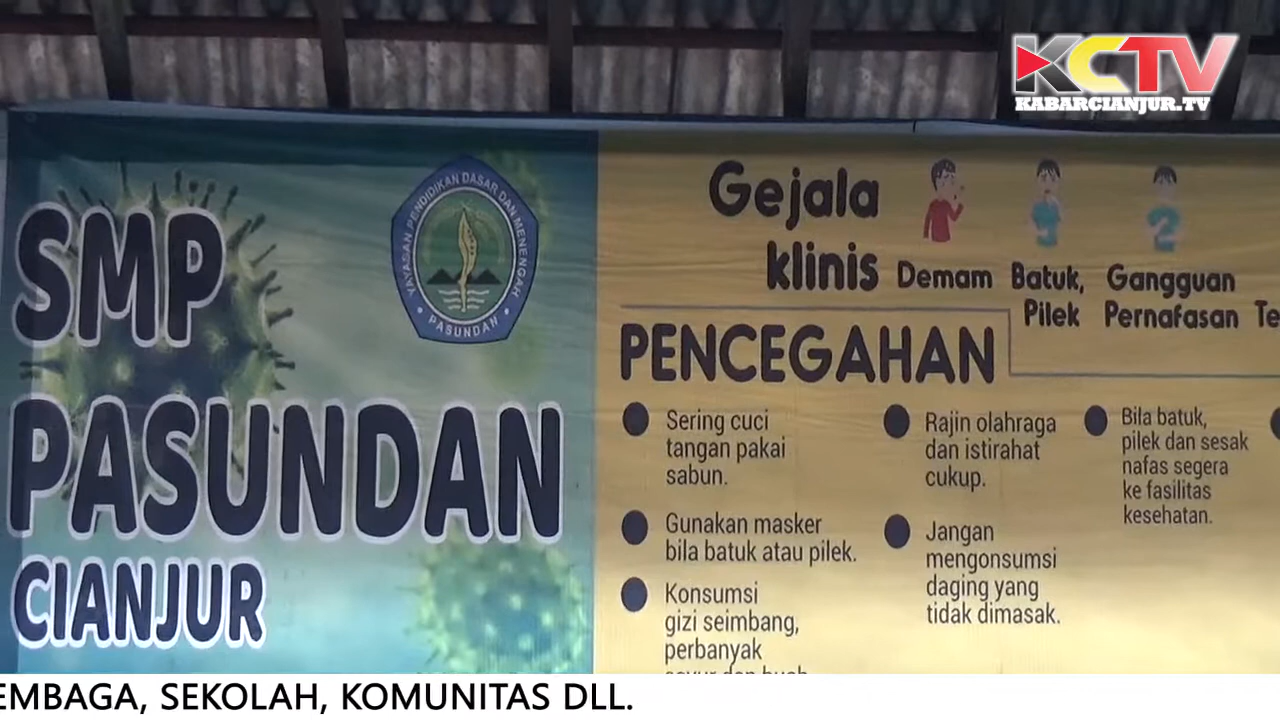 KCTV
KABARCIANJUR.TV
SMP
PASUNDAN
CIANJUR
YAYASAN PENDIDIKAN DASAR DAN MENENGAH
PASUNDAN
Gejala
klinis
Demam
Batuk,
Pilek
Gangguan
Pernafasan
PENCEGAHAN
Sering cuci
tangan pakai
sabun.
Gunakan masker
bila batuk atau pilek.
Konsumsi
gizi seimbang,
perbanyak
Rajin olahraga
dan istirahat
cukup.
Jangan
mengonsumsi
daging yang
tidak dimasak.
Bila batuk,
pilek dan sesak
nafas segera
ke fasilitas
kesehatan.
EMBAGA, SEKOLAH, KOMUNITAS DLL.